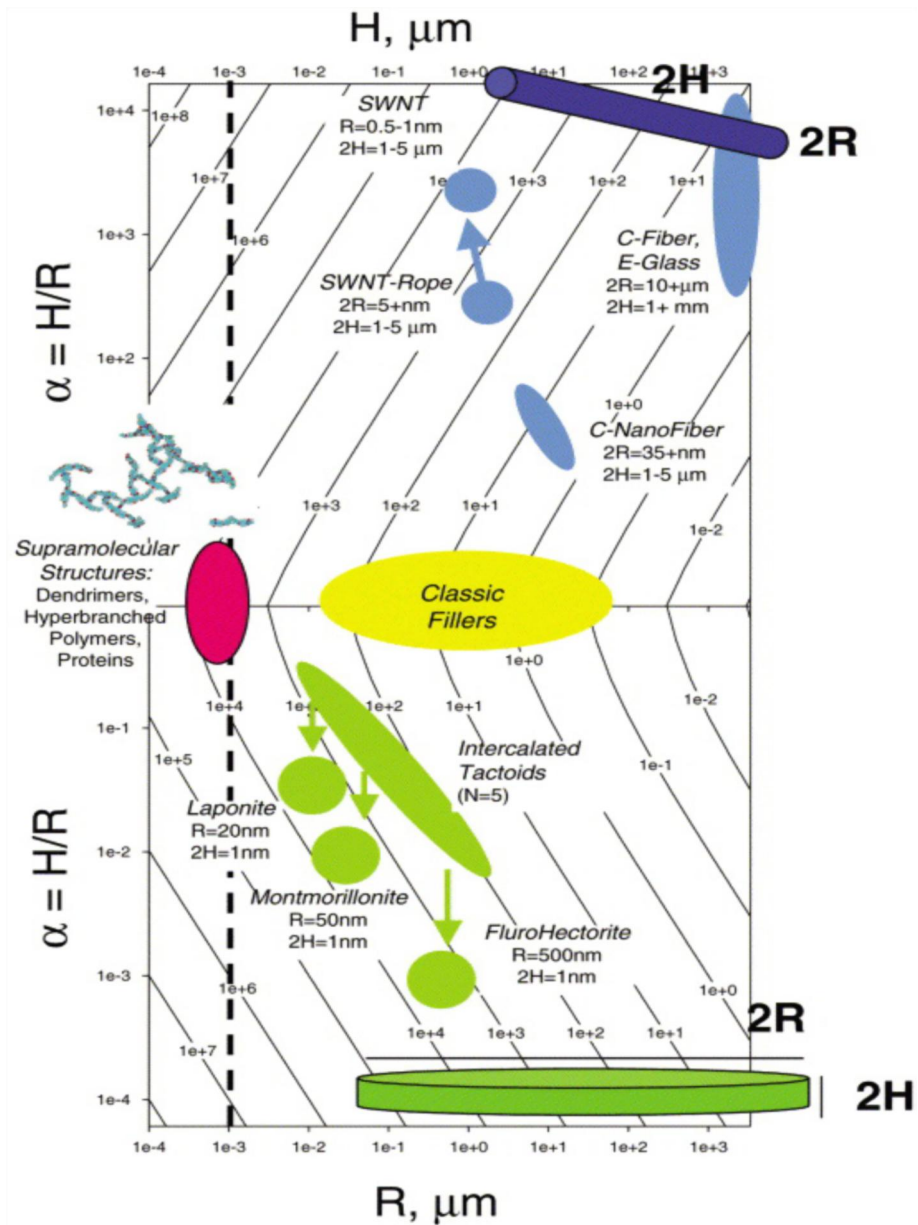 H, μm
1e-4 1e-3 1e-2 1e-1 1e+0 1e+1 1e+2 1e+3
2H
2R
1e+4
1e+3
1e+2
α = H/R
1e+8
1e+7
1e+6
SWNT
R=0.5-1nm
2H=1-5 μm
1e+3
1e+2
1e+1
SWNT-Rope
2R=5+nm
2H=1-5 μm
C-Fiber,
E-Glass
2R=10+μm
2H=1+ mm
1e+0
C-NanoFiber
2R=35+nm
2H=1-5 μm
1e+3
1e+2
1e+1
1e-2
Supramolecular
Structures:
Dendrimers,
Hyperbranched
Polymers,
Proteins
Classic
Fillers
1e+0
1e-2
1e+4
1e+2
1e+1
1e-1
1e-1
1e-2
1e-3
1e-4
α = H/R
1e+5
Intercalated
Tactoids
(N=5)
Laponite
R=20nm
2H=1nm
Montmorillonite
R=50nm
2H=1nm
FluroHectorite
R=500nm
2H=1nm
1e+6
1e+0
1e+7
1e+4
1e+3
1e+2
1e+1
2R
2H
1e-4 1e-3 1e-2 1e-1 1e+0 1e+1 1e+2 1e+3
R, μm